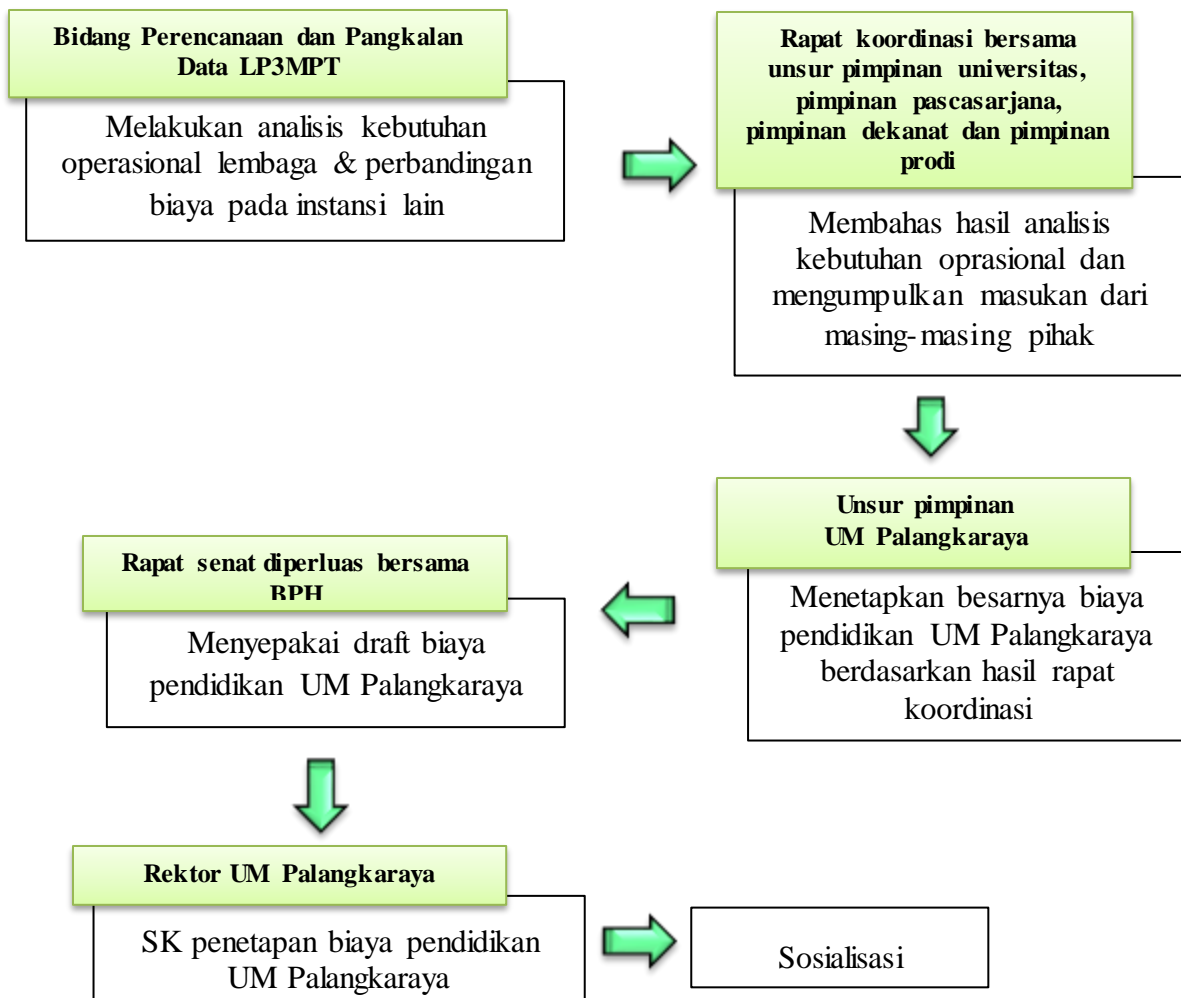 Bidang Perencanaan dan Pangkalan
Data LP3MPT
Melakukan analisis kebutuhan
operasional lembaga & perbandingan
biaya pada instansi lain
Rapat koordinasi bersama
unsur pimpinan universitas,
pimpinan pascasarjana,
pimpinan dekanat dan pimpinan
prodi
Membahas hasil analisis
kebutuhan oprasional dan
mengumpulkan masukan dari
masing-masing pihak
Unsur pimpinan
UM Palangkaraya
Menetapkan besarnya biaya
pendidikan UM Palangkaraya
berdasarkan hasil rapat
koordinasi
Rapat senat diperluas bersama
BPH
Menyepakai draft biaya
pendidikan UM Palangkaraya
Rektor UM Palangkaraya
SK penetapan biaya pendidikan
UM Palangkaraya
Sosialisasi